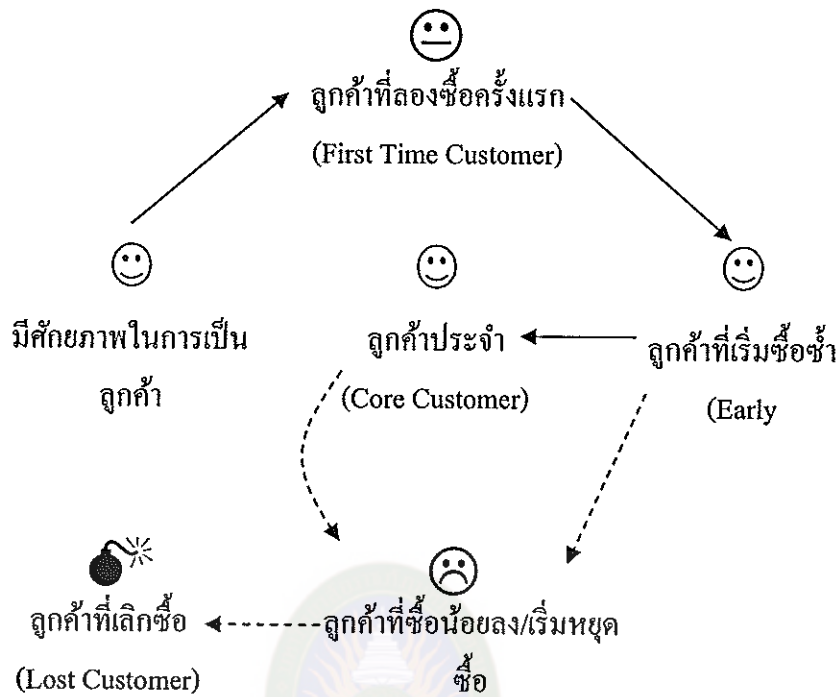 ลูกค้าที่ลองซื้อครั้งแรก
(First Time Customer)
มีศักยภาพในการเป็น
ลูกค้า
ลูกค้าประจำ
(Core Customer)
ลูกค้าที่เริ่มซื้อซ้ำ
(Early
ลูกค้าที่เลิกซื้อ
(Lost Customer)
ลูกค้าที่ซื้อน้อยลง/เริ่มหยุด
ซื้อ